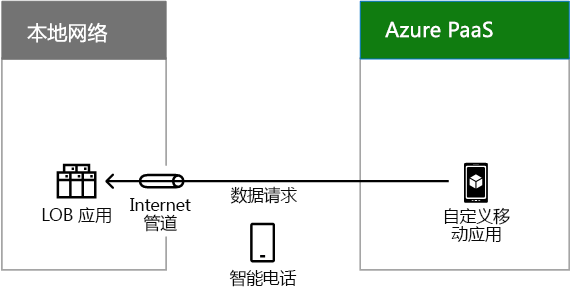 本地网络
Azure PaaS
LOB 应用
Internet
管道
数据请求
自定义移
动应用
智能电话